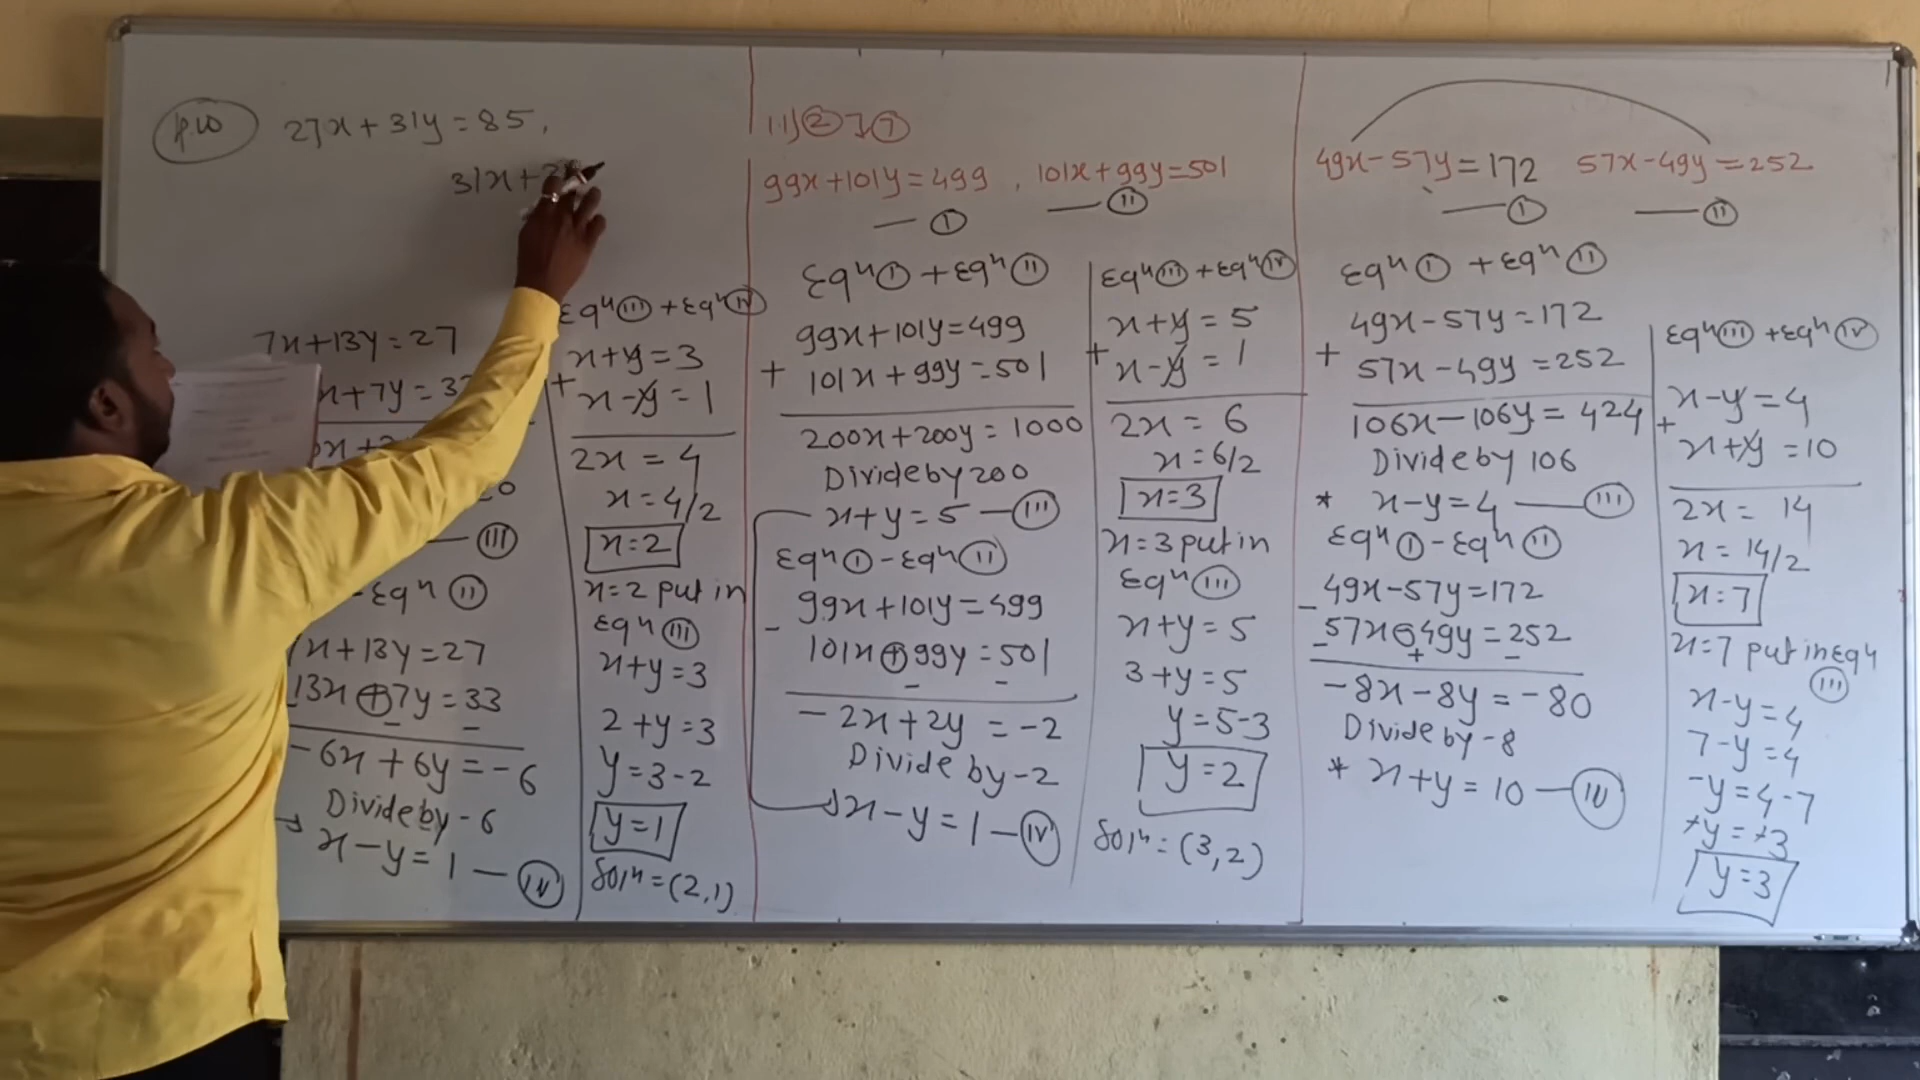 27x+31y=85,
31x+2
7x+13y=27
x+7y=3
III
Eqⁿ II
x+13y=27
13x+7y=33
-6x+6y=-6
Divide by -6
x-y=1 — IV
Eqⁿ III + Eqⁿ IV
x+y=3
+ x-y=1
2x=4
x=4/2
x=2
x=2 put in
Eqⁿ III
x+y=3
2+y=3
y=3-2
y=1
Solⁿ=(2,1)
99x+101y=499, 101x+99y=501
— I — II
Eqⁿ I + Eqⁿ II
99x+101y=499
+ 101x+99y=501
200x+200y=1000
Divide by 200
x+y=5 — III
Eqⁿ I - Eqⁿ II
99x+101y=499
- 101x+99y=501
- -
-2x+2y=-2
Divide by -2
x-y=1 — IV
Eqⁿ III + Eqⁿ IV
x+y=5
+ x-y=1
2x=6
x=6/2
x=3
x=3 put in
Eqⁿ III
x+y=5
3+y=5
y=5-3
y=2
Solⁿ=(3,2)
49x-57y=172 57x-49y=252
— I — II
Eqⁿ I + Eqⁿ II
49x-57y=172
+ 57x-49y=252
106x-106y=424
Divide by 106
* x-y=4 — III
Eqⁿ I - Eqⁿ II
49x-57y=172
- 57x-49y=252
- + -
-8x-8y=-80
Divide by -8
* x+y=10 — IV
Eqⁿ III + Eqⁿ IV
x-y=4
+ x+y=10
2x=14
x=14/2
x=7
x=7 put in Eqⁿ
III
x-y=4
7-y=4
-y=4-7
+y=+3
y=3